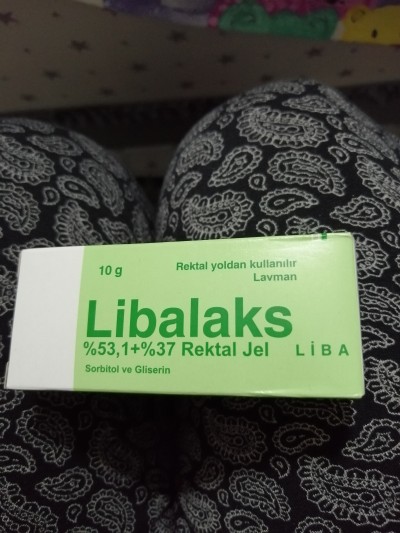 10 g
Rektal yoldan kullanılır
Lavman
Libalaks
%53,1+%37 Rektal Jel
LİBA
Sorbitol ve Gliserin